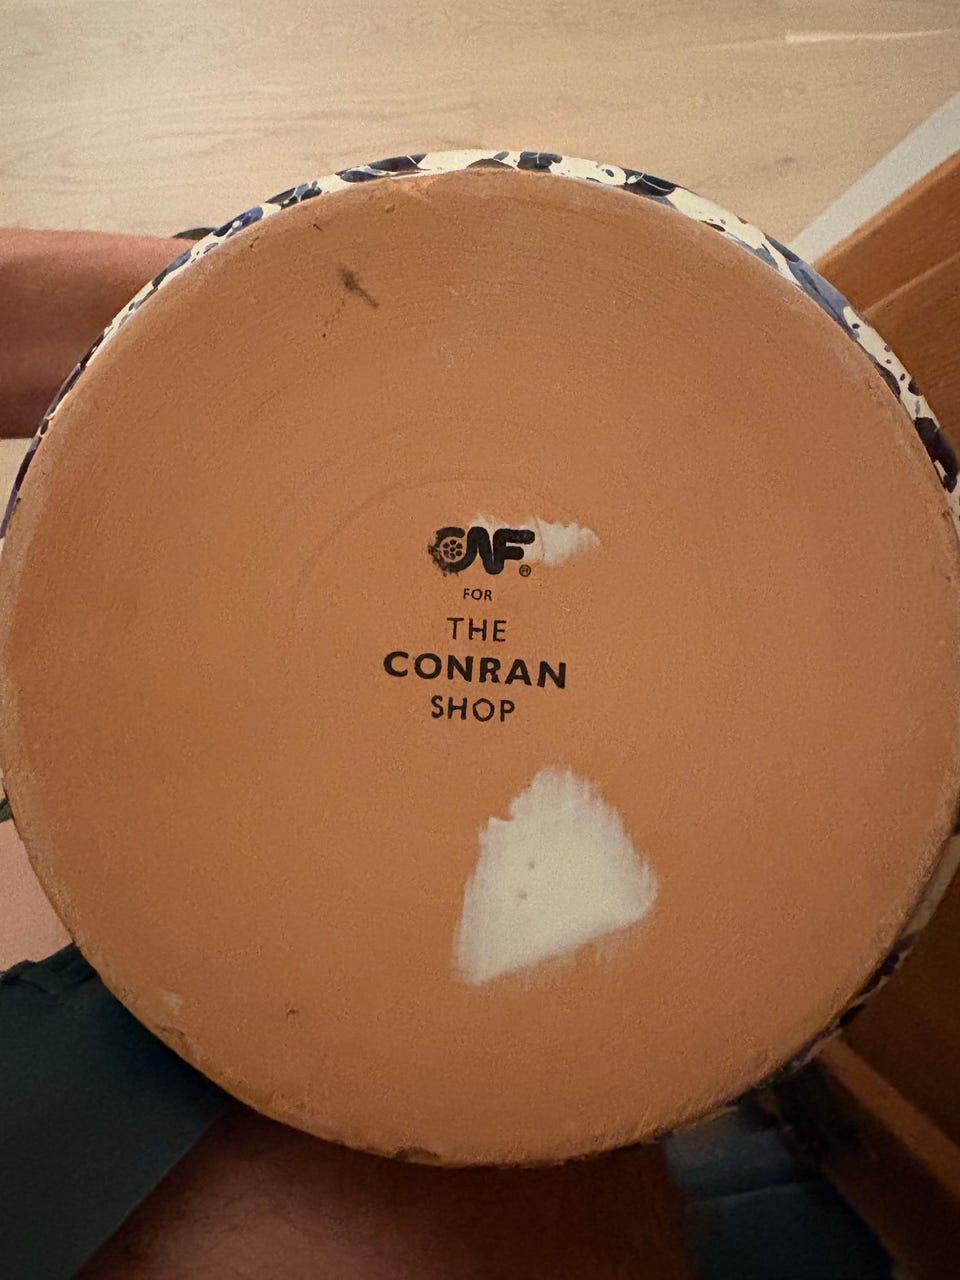 CNF®
FOR
THE
CONRAN
SHOP